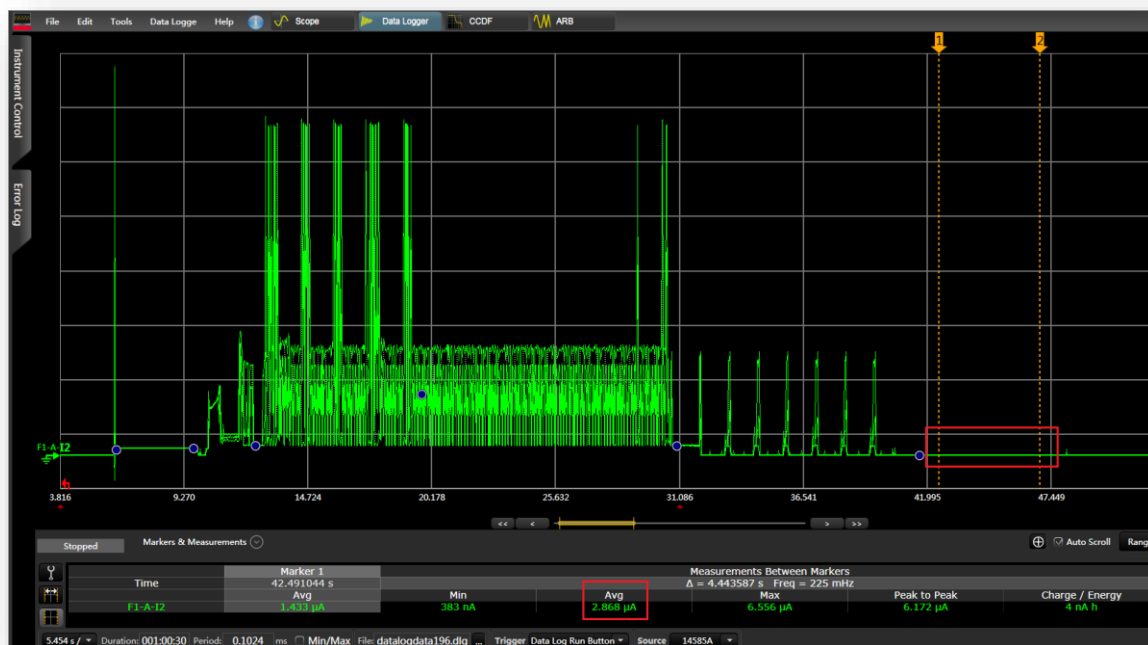 File Edit Tools Data Logge Help Scope Data Logger CCDF ARB
1 2
Instrument Control
Error Log
F1-A-I2
3.816 9.270 14.724 20.178 25.632 31.086 36.541 41.995 47.449
<< < > >>
Stopped Markers & Measurements Auto Scroll Rang
Marker 1 Measurements Between Markers
Time 42.491044 s Δ = 4.443587 s Freq = 225 mHz
Avg Min Avg Max Peak to Peak Charge / Energy
F1-A-I2 1.433 µA 383 nA 2.868 µA 6.556 µA 6.172 µA 4 nA h
5.454 s / Duration: 001:00:30 Period: 0.1024 ms Min/Max File: datalogdata196.dlg ... Trigger Data Log Run Button Source 14585A